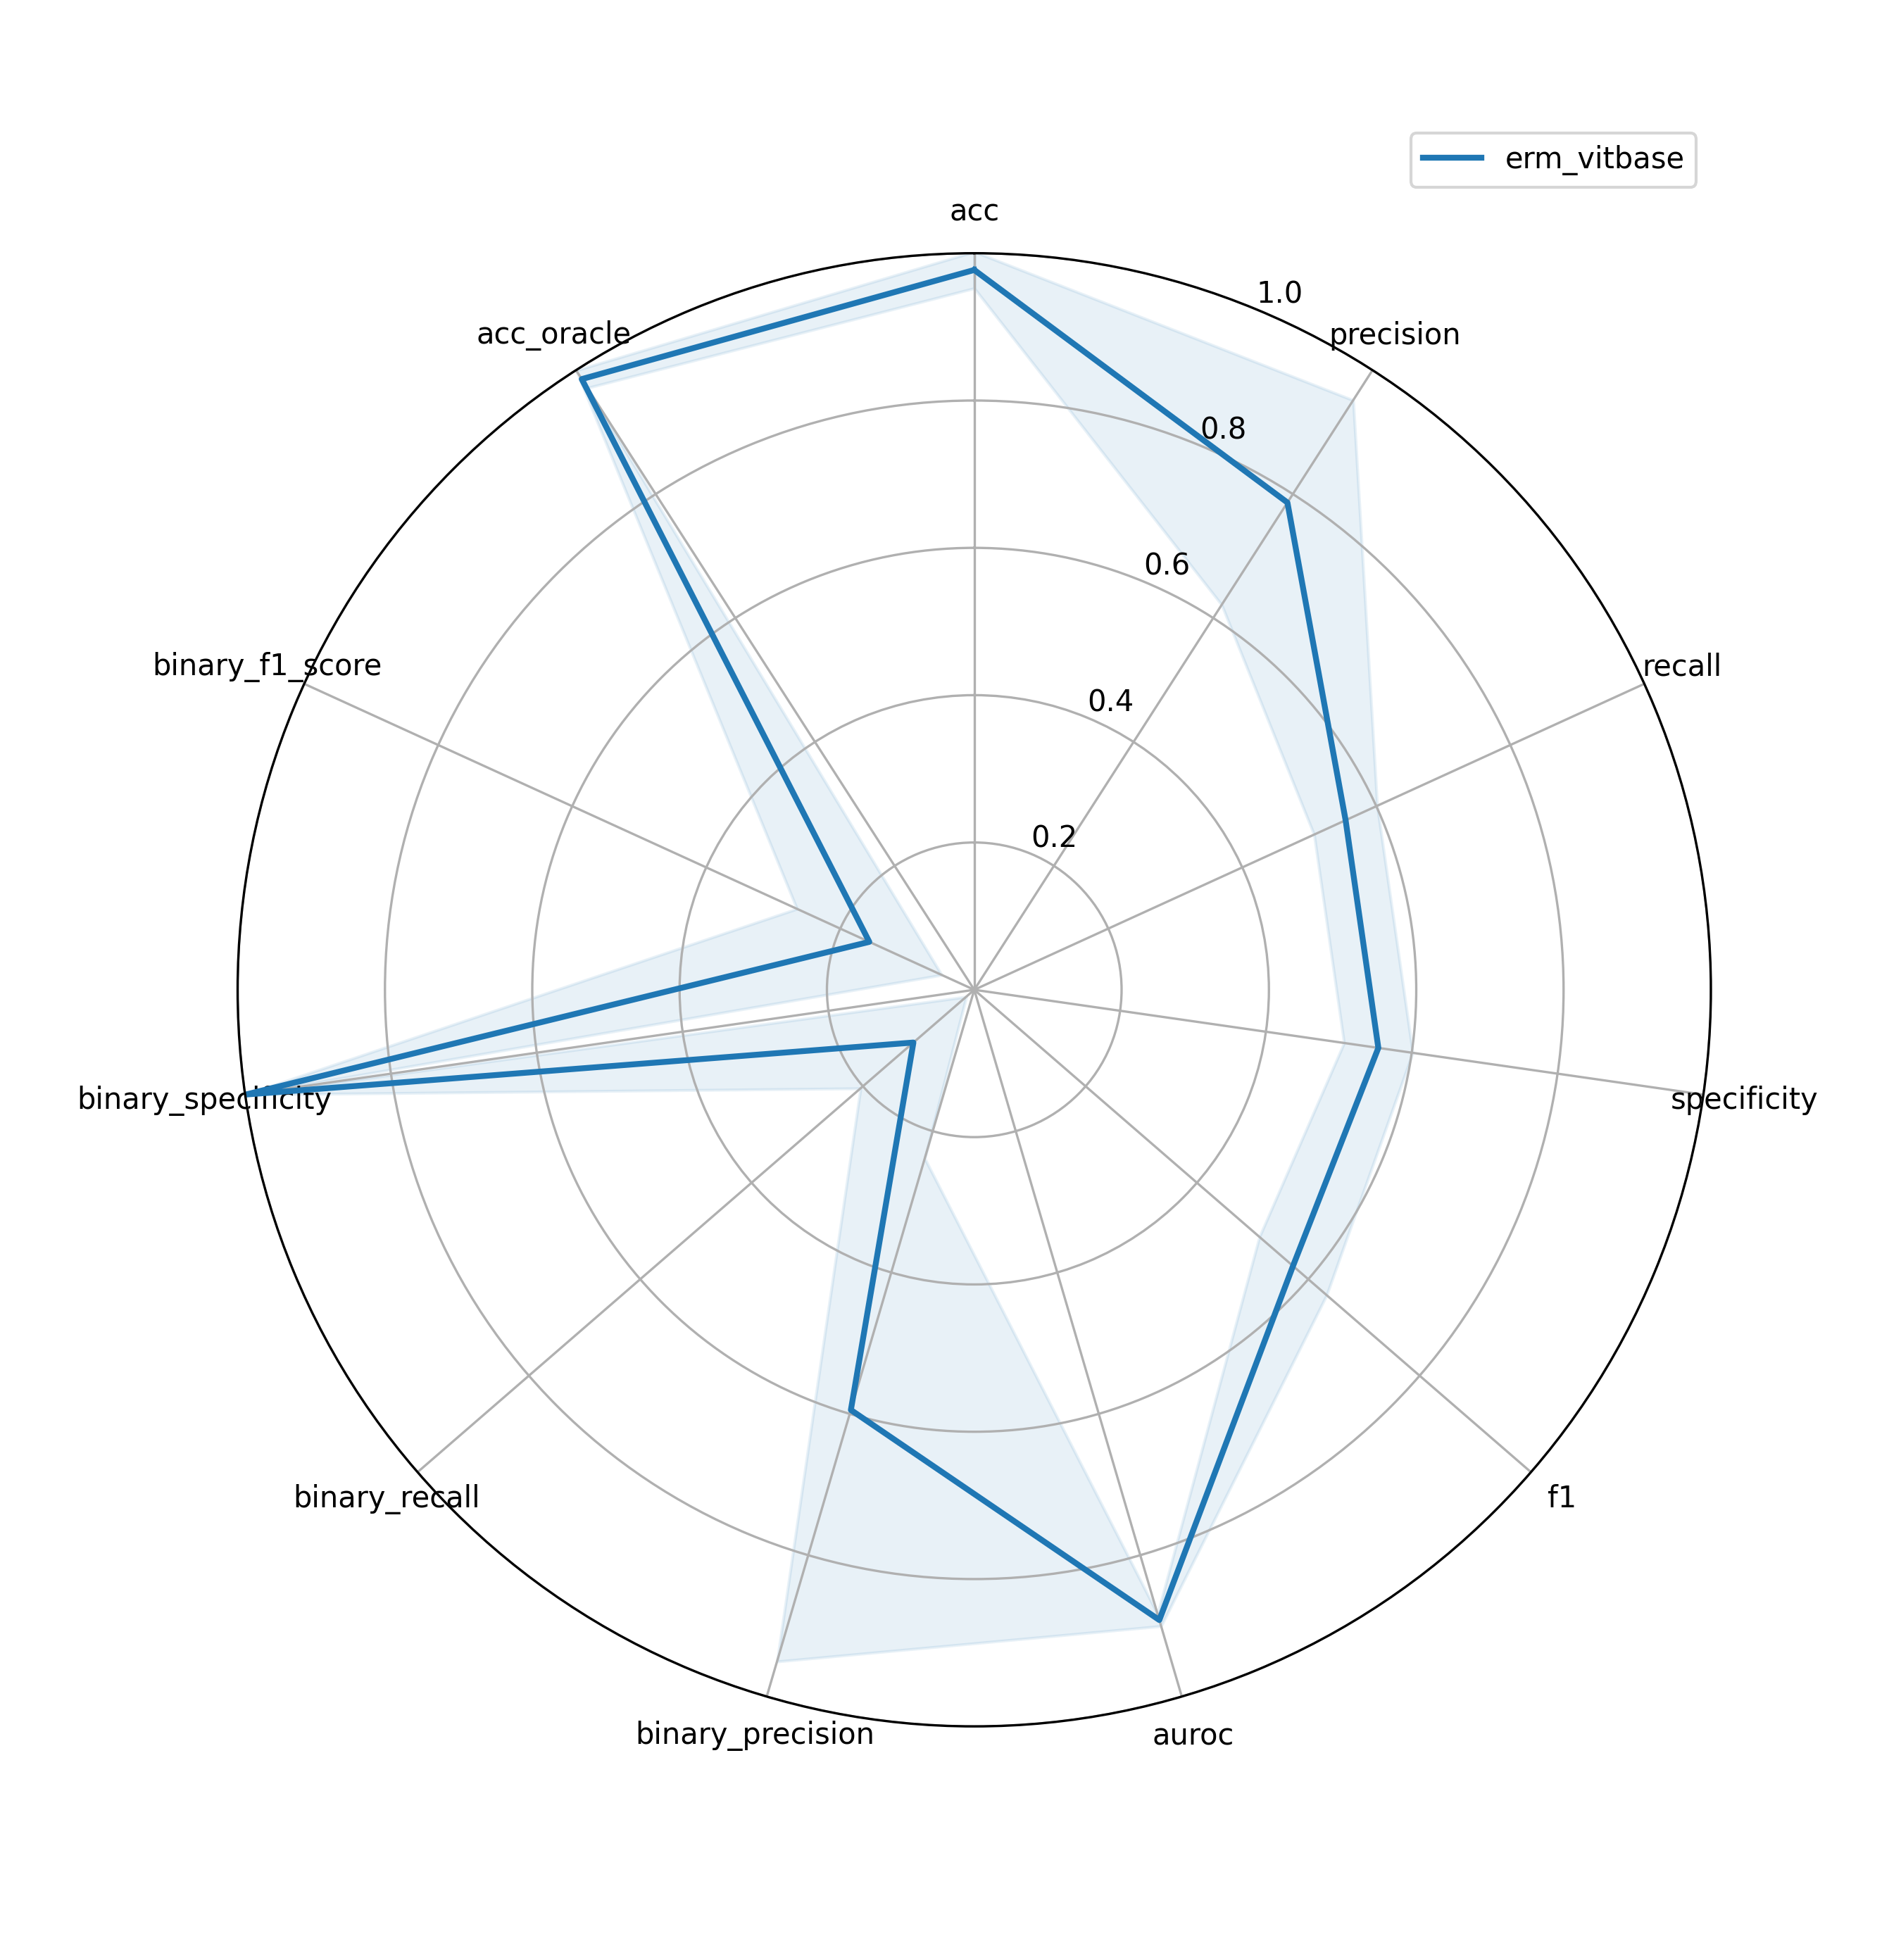 erm_vitbase
acc
1.0
acc_oracle
precision
0.8
0.6
binary_f1_score
recall
0.4
0.2
binary_specificity
specificity
binary_recall
f1
binary_precision
auroc